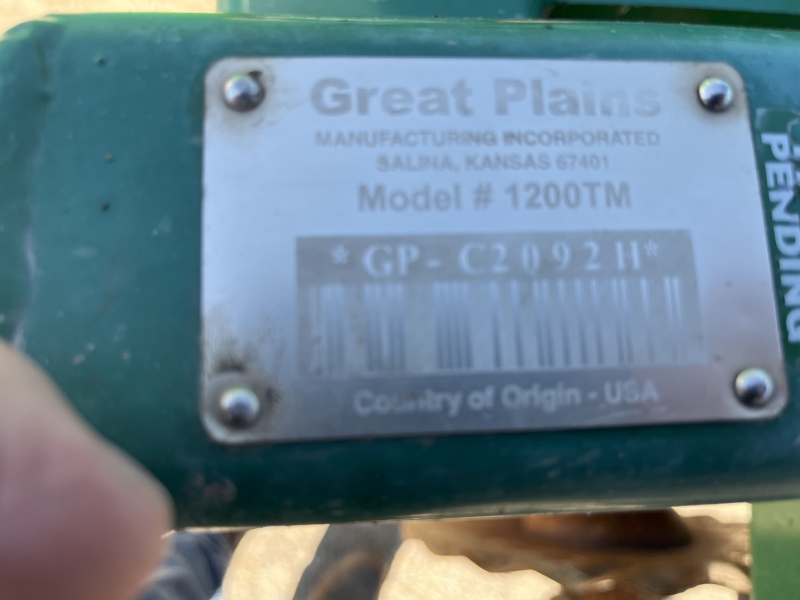 Great Plains
MANUFACTURING INCORPORATED
SALINA, KANSAS 67401
Model # 1200TM
*GP- C2092H*
Country of Origin - USA
PENDING